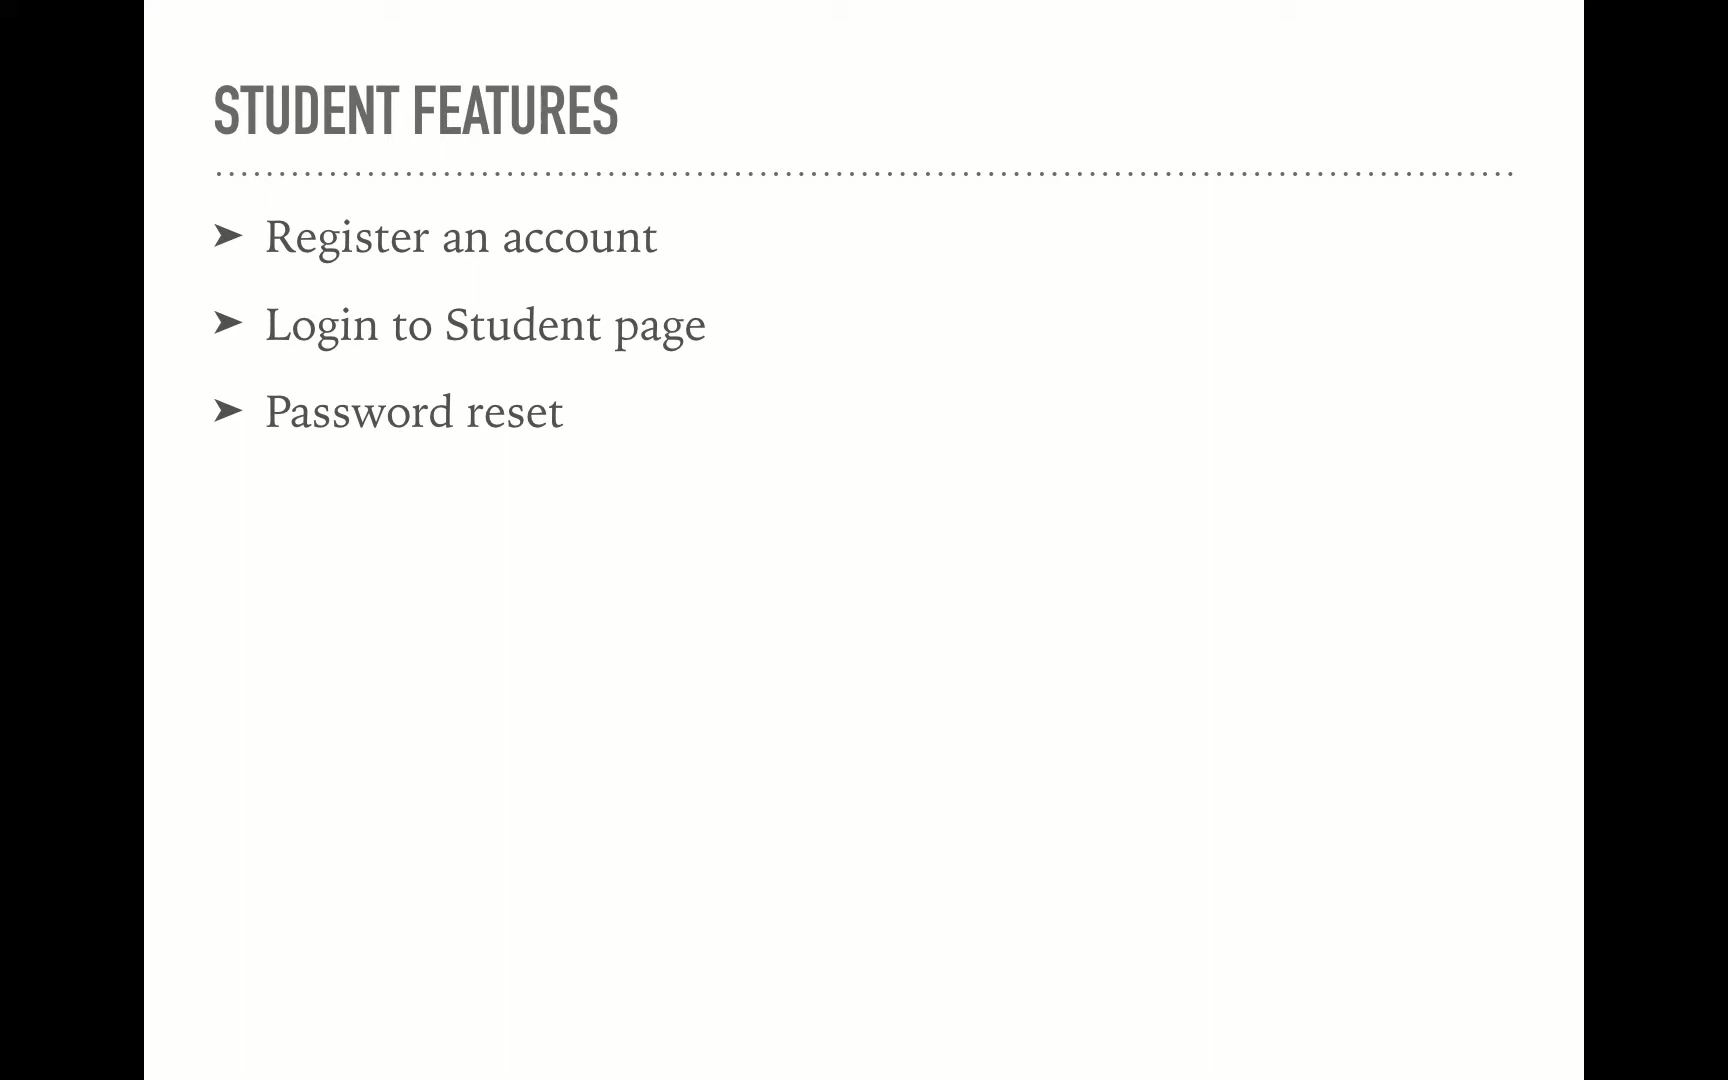 STUDENT FEATURES
➤ Register an account
➤ Login to Student page
➤ Password reset